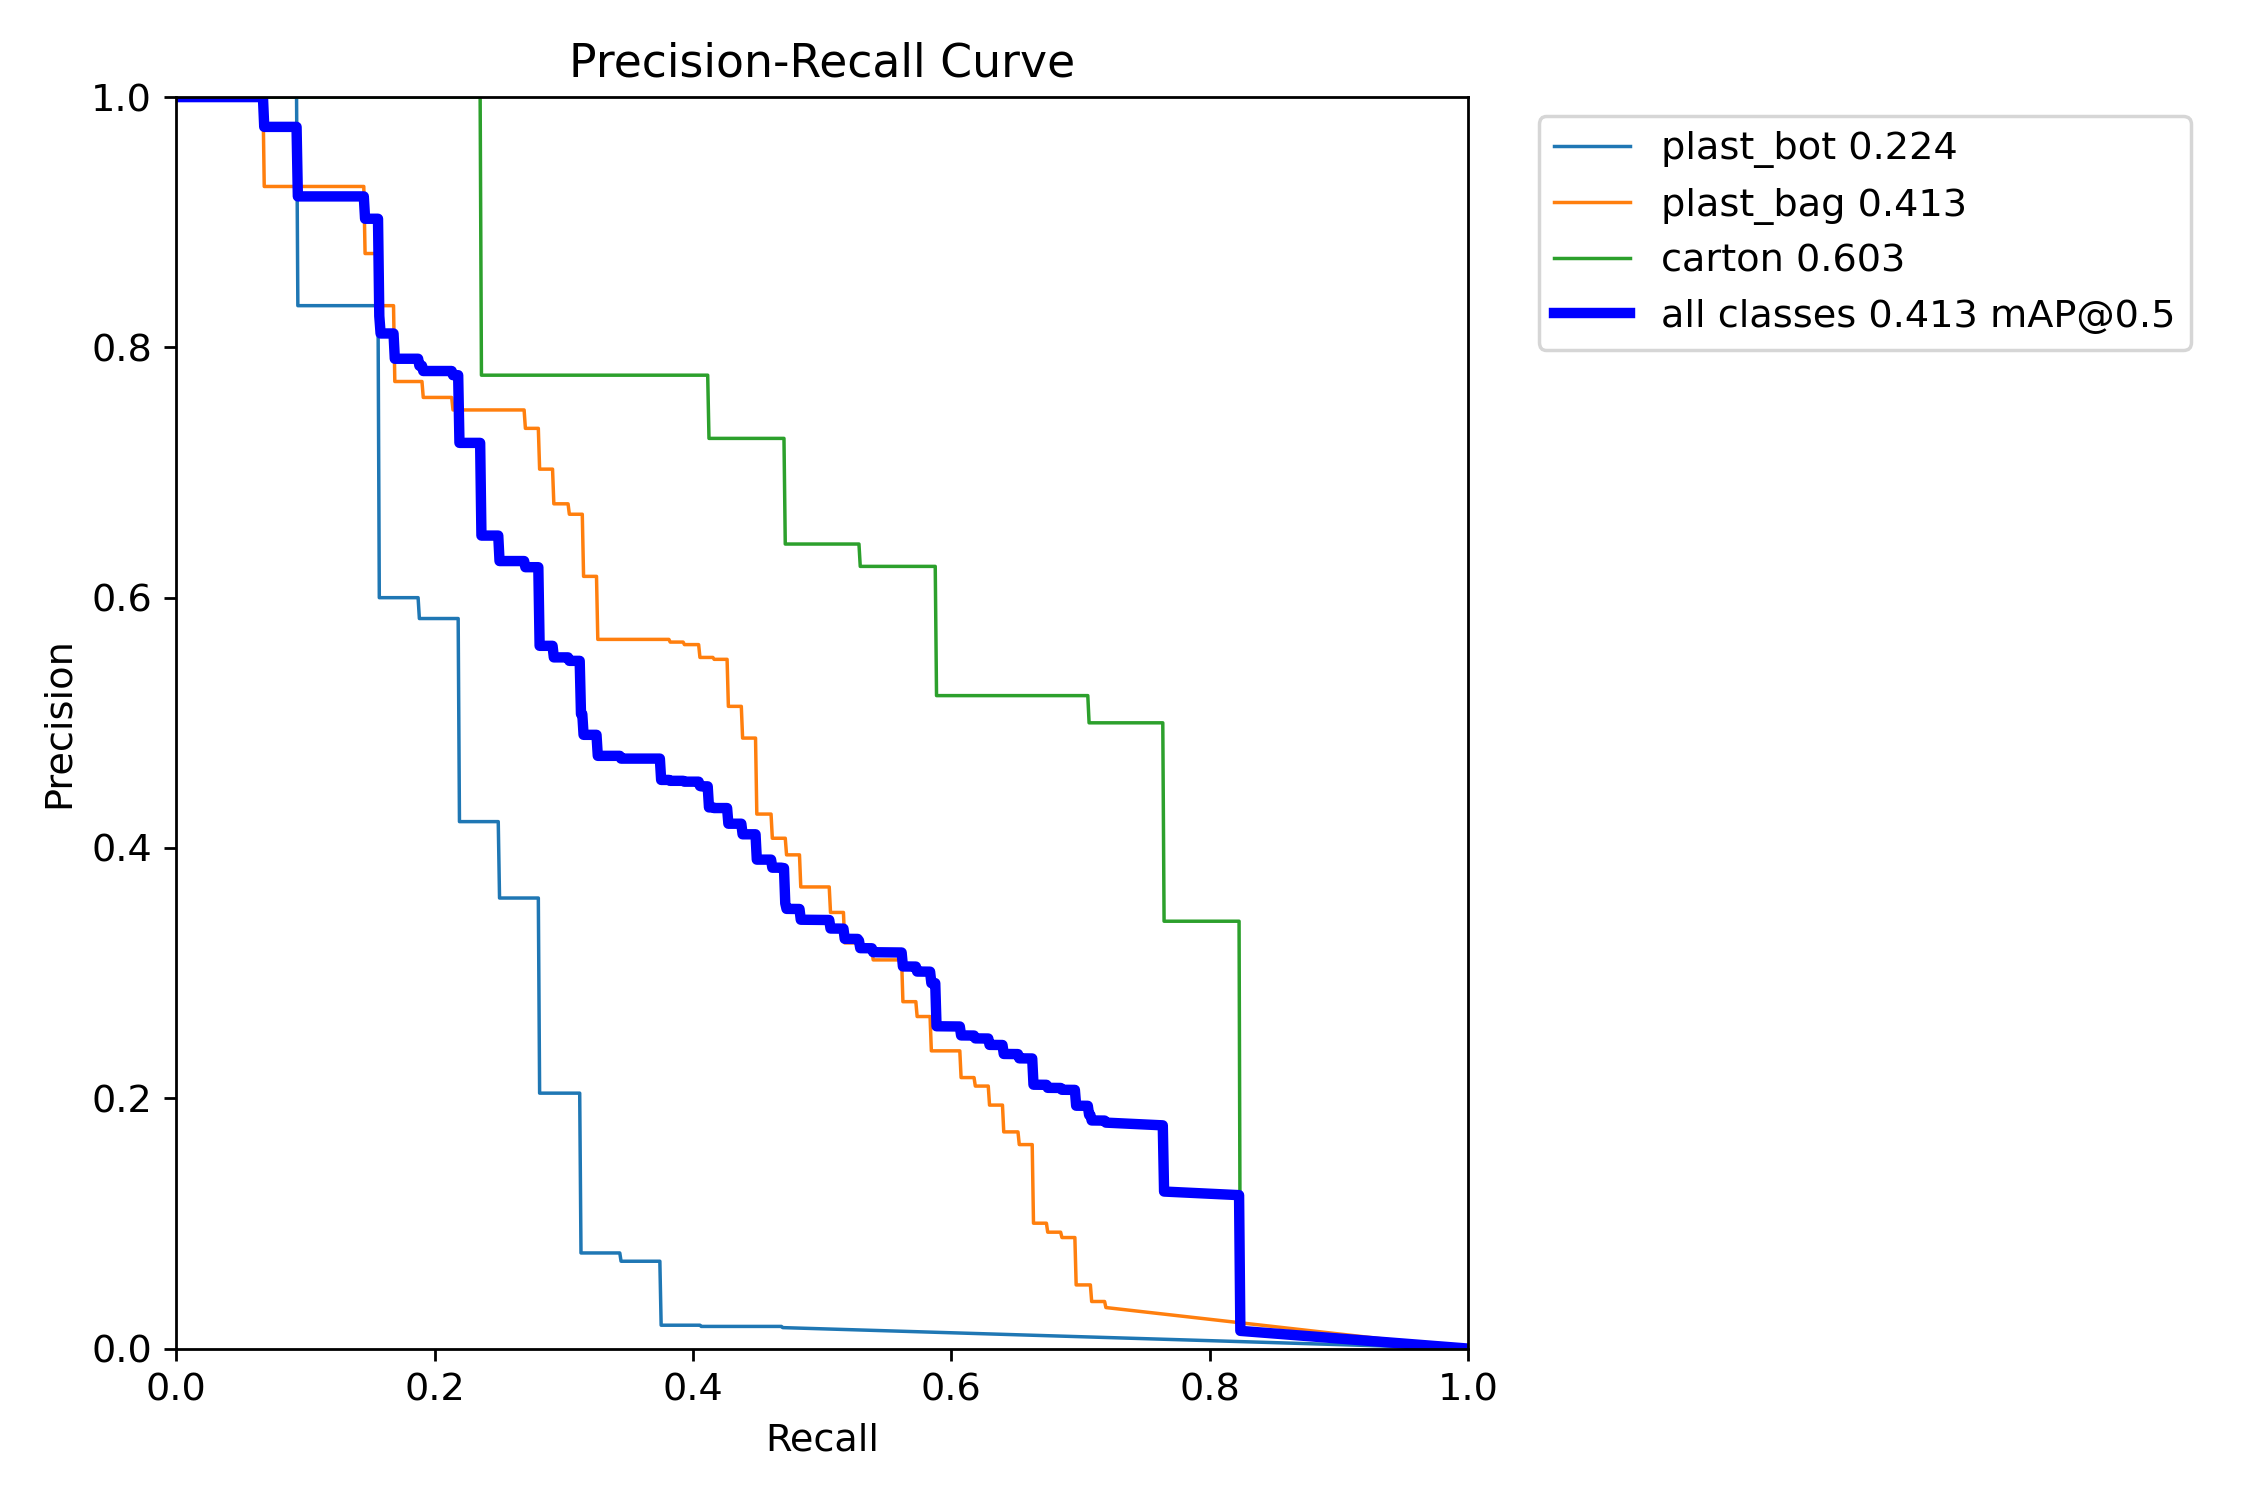 Precision-Recall Curve
1.0
0.8
0.6
0.4
0.2
0.0
Precision
0.0 0.2 0.4 0.6 0.8 1.0
Recall
plast_bot 0.224
plast_bag 0.413
carton 0.603
all classes 0.413 mAP@0.5